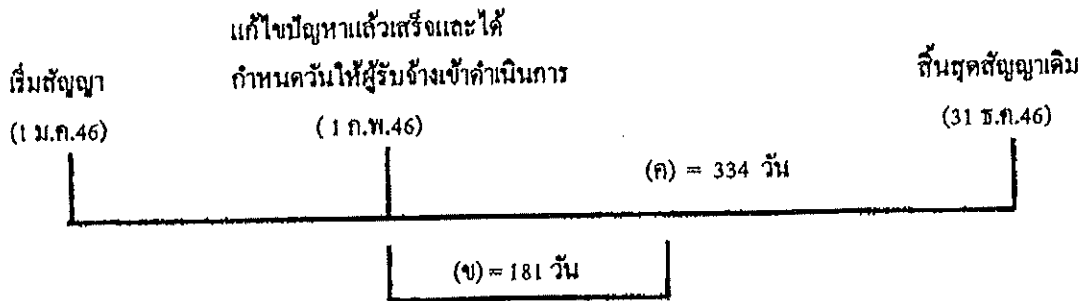 แก้ไขปัญหาแล้วเสร็จและได้
กำหนดวันให้ผู้รับจ้างเข้าดำเนินการ
(1 ก.พ.46)
เริ่มสัญญา
(1 ม.ค.46)
สิ้นสุดสัญญาเดิม
(31 ธ.ค.46)
(ค) = 334 วัน
(ข) = 181 วัน